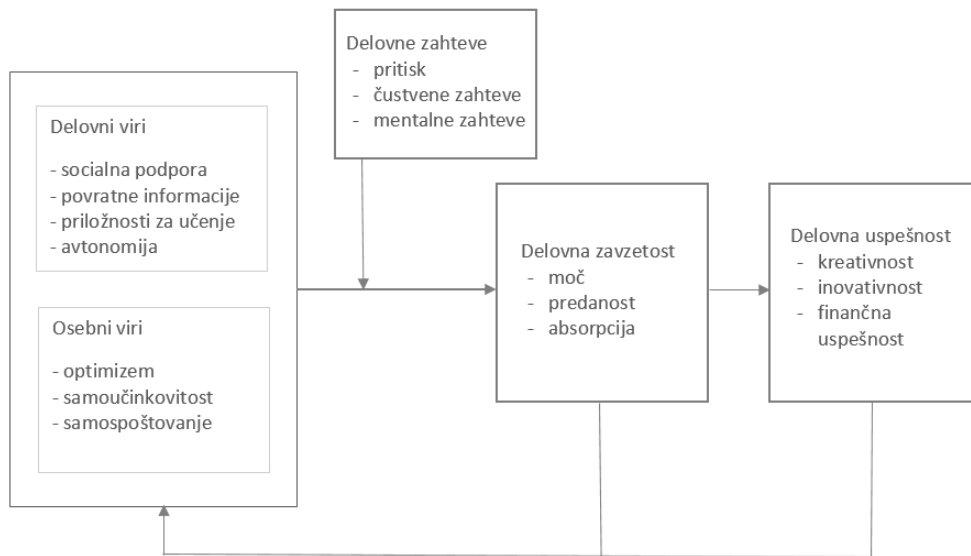 Delovne zahteve
- pritisk
- čustvene zahteve
- mentalne zahteve
Delovni viri
- socialna podpora
- povratne informacije
- priložnosti za učenje
- avtonomija
Osebni viri
- optimizem
- samoučinkovitost
- samospoštovanje
Delovna zavzetost
- moč
- predanost
- absorpcija
Delovna uspešnost
- kreativnost
- inovativnost
- finančna
uspešnost